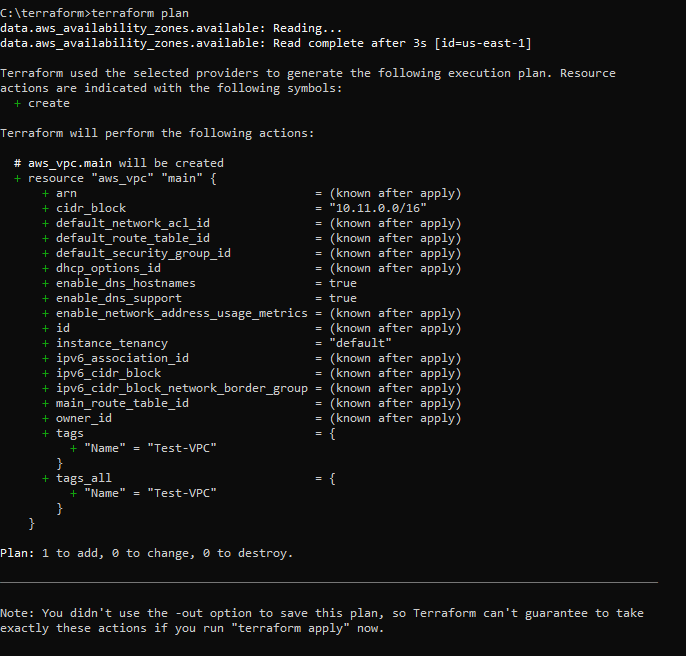 C:\terraform>terraform plan
data.aws_availability_zones.available: Reading...
data.aws_availability_zones.available: Read complete after 3s [id=us-east-1]
Terraform used the selected providers to generate the following execution plan. Resource
actions are indicated with the following symbols:
  + create
Terraform will perform the following actions:
  # aws_vpc.main will be created
  + resource "aws_vpc" "main" {
      + arn                                  = (known after apply)
      + cidr_block                           = "10.11.0.0/16"
      + default_network_acl_id               = (known after apply)
      + default_route_table_id               = (known after apply)
      + default_security_group_id            = (known after apply)
      + dhcp_options_id                      = (known after apply)
      + enable_dns_hostnames                 = true
      + enable_dns_support                   = true
      + enable_network_address_usage_metrics = (known after apply)
      + id                                   = (known after apply)
      + instance_tenancy                     = "default"
      + ipv6_association_id                  = (known after apply)
      + ipv6_cidr_block                      = (known after apply)
      + ipv6_cidr_block_network_border_group = (known after apply)
      + main_route_table_id                  = (known after apply)
      + owner_id                             = (known after apply)
      + tags                                 = {
          + "Name" = "Test-VPC"
        }
      + tags_all                             = {
          + "Name" = "Test-VPC"
        }
    }
Plan: 1 to add, 0 to change, 0 to destroy.
Note: You didn't use the -out option to save this plan, so Terraform can't guarantee to take
exactly these actions if you run "terraform apply" now.